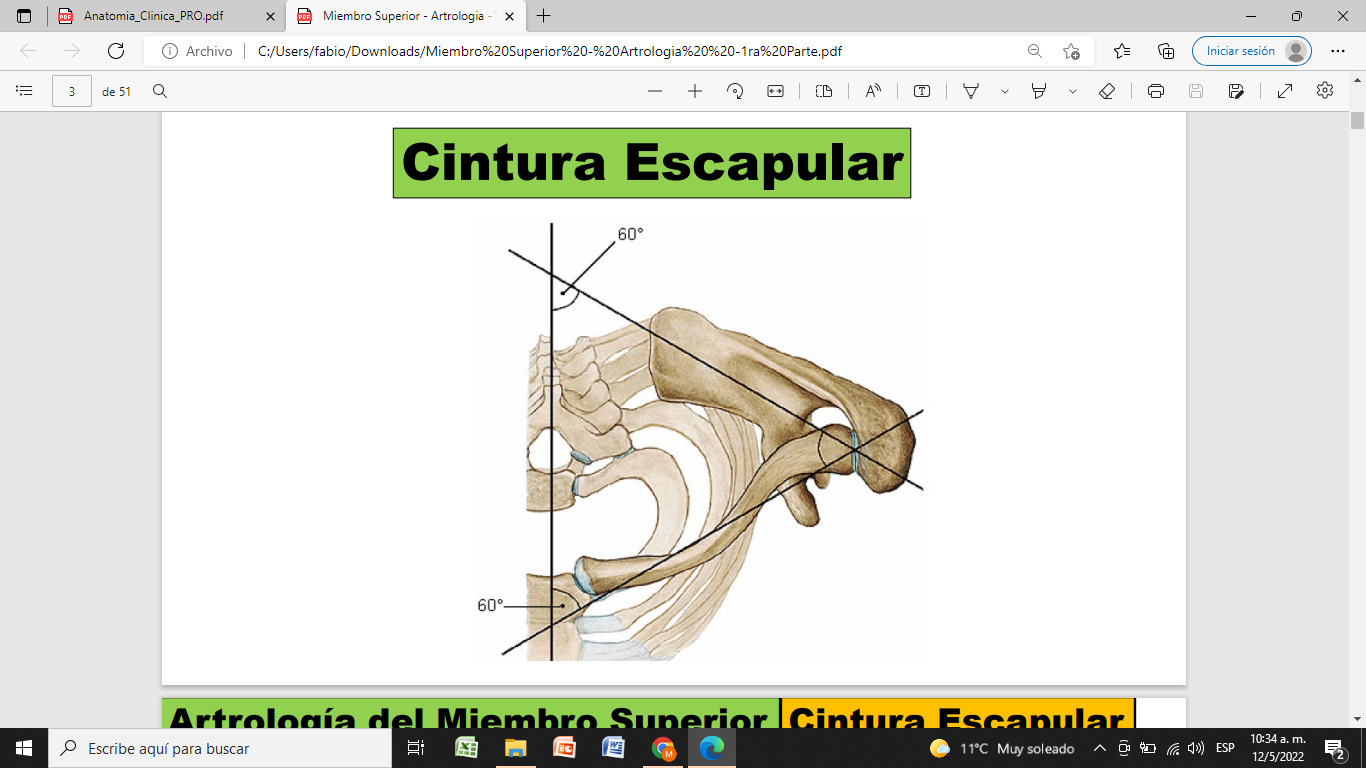 Anatomia_Clinica_PRO.pdf
Miembro Superior - Artrologia -
Archivo
C:/Users/fabio/Downloads/Miembro%20Superior%20-%20Artrologia%20%20-1ra%20Parte.pdf
Iniciar sesión
3 de 51
Cintura Escapular
60°
60°
Artrología del Miembro Superior
Cintura Escapular
Escribe aquí para buscar
11°C Muy soleado
ESP
10:34 a. m.
12/5/2022
2